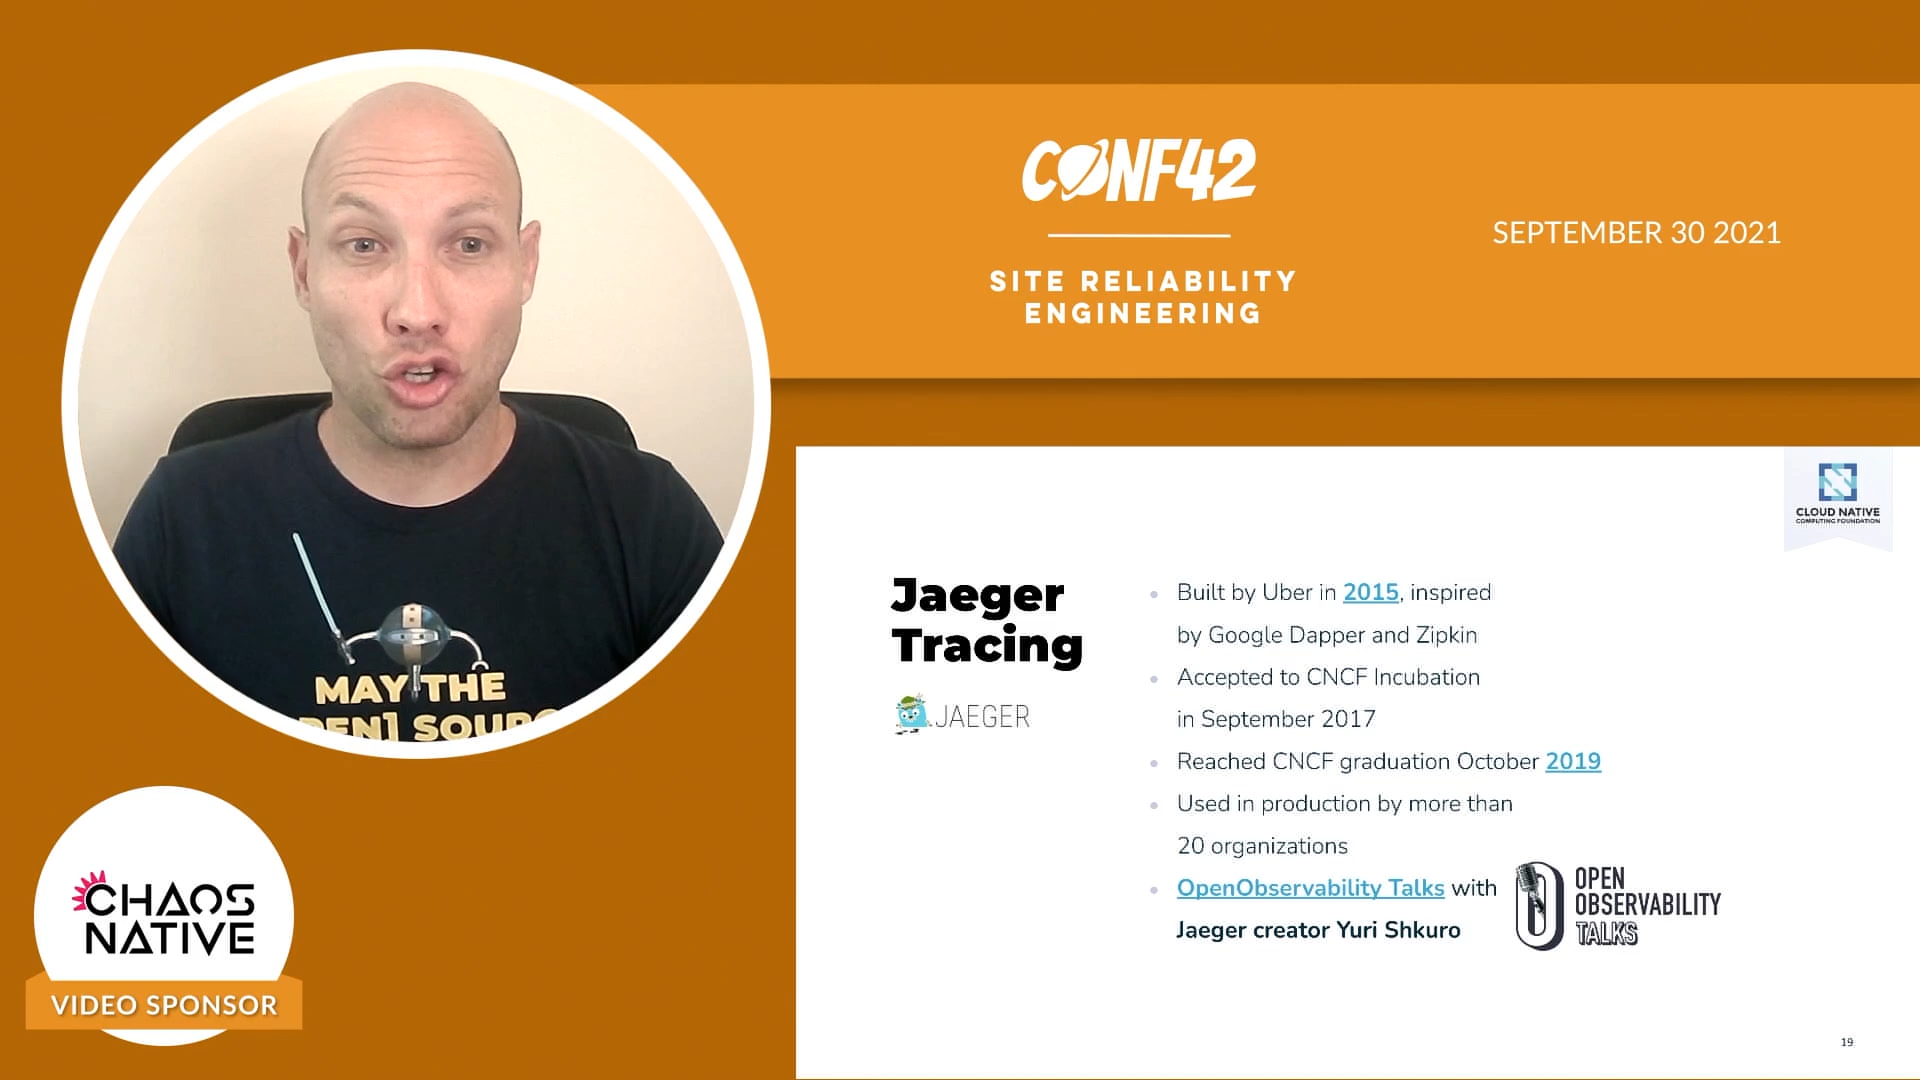 CONF42
SITE RELIABILITY
ENGINEERING
SEPTEMBER 30 2021
MAY THE
SOUR
CLOUD NATIVE
COMPUTING FOUNDATION
Jaeger
Tracing
JAEGER
Built by Uber in 2015, inspired
by Google Dapper and Zipkin
Accepted to CNCF Incubation
in September 2017
Reached CNCF graduation October 2019
Used in production by more than
20 organizations
OpenObservability Talks with
Jaeger creator Yuri Shkuro
OPEN
OBSERVABILITY
TALKS
CHAOS
NATIVE
VIDEO SPONSOR
19